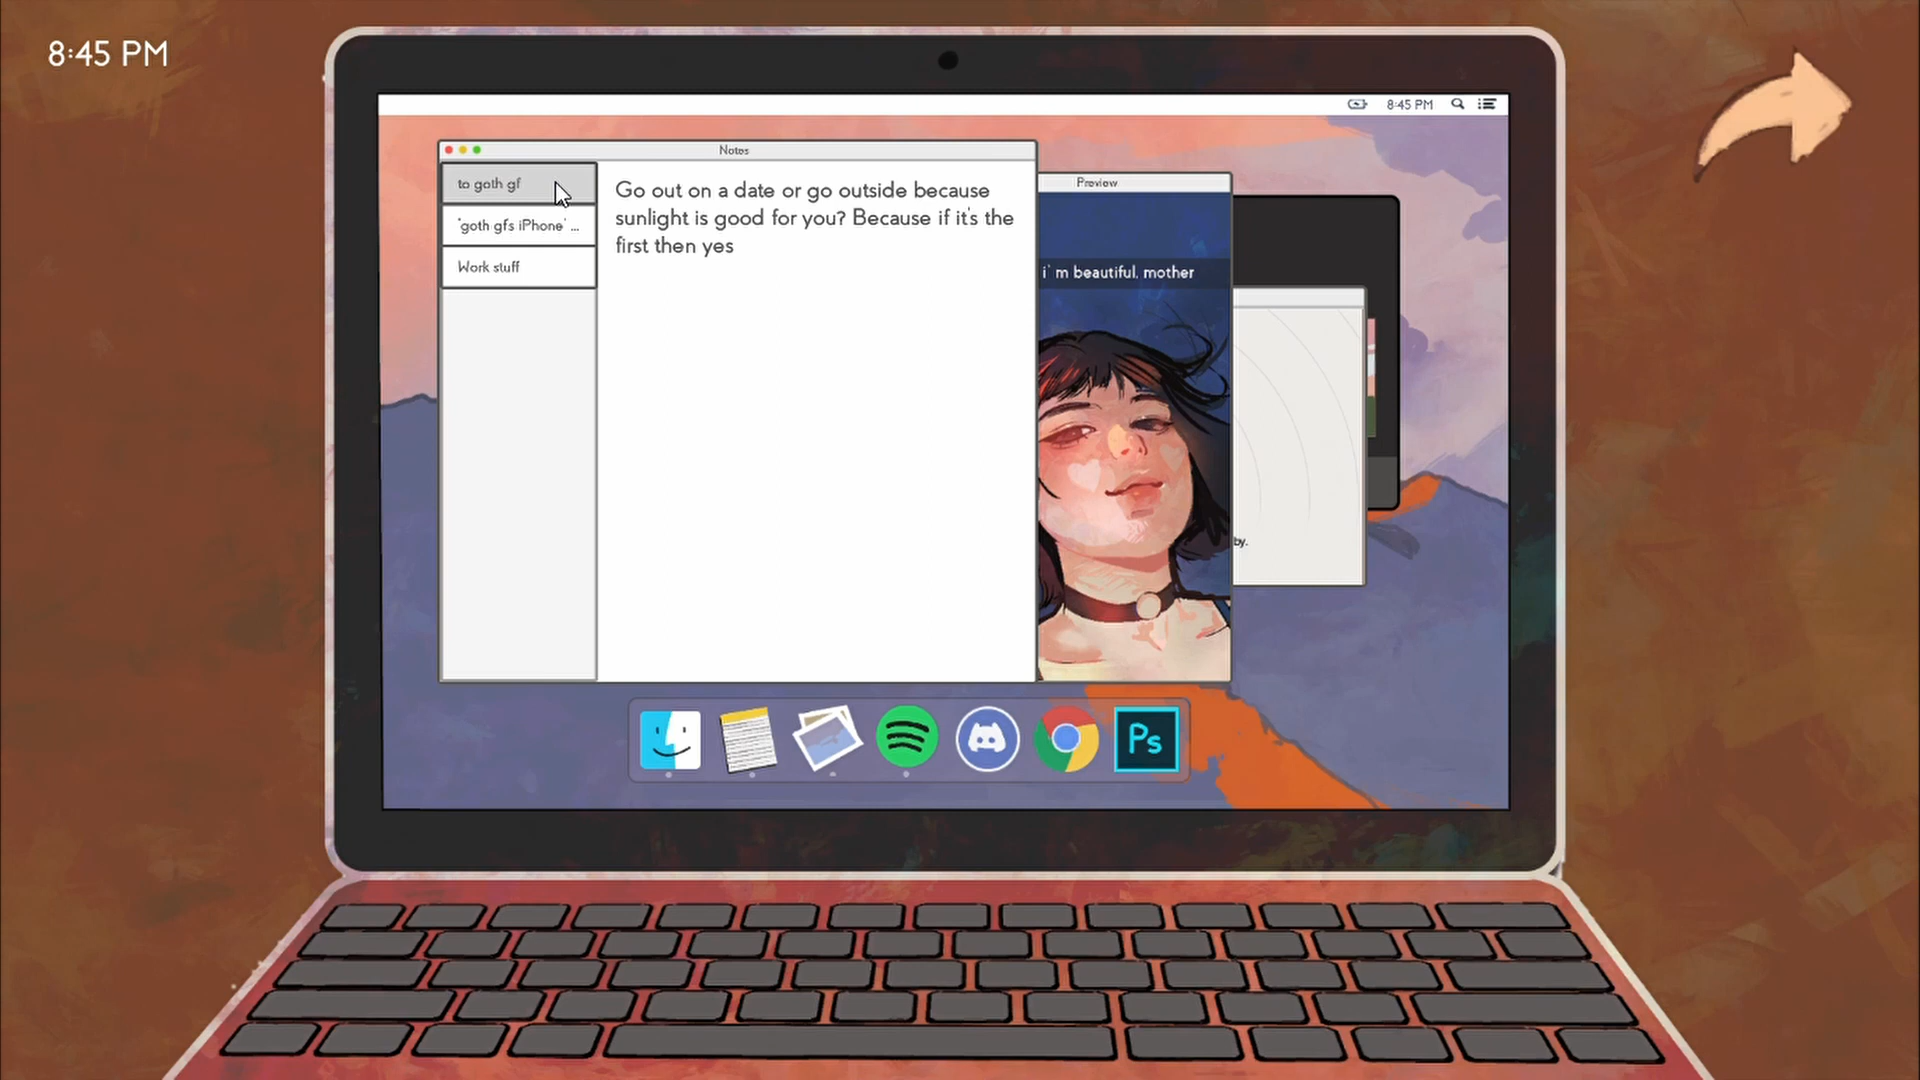 8:45 PM
8:45 PM
Notes
to goth gf
"goth gfs iPhone" ...
Work stuff
Go out on a date or go outside because
sunlight is good for you? Because if it's the
first then yes
Preview
i'm beautiful, mother
by.
Ps